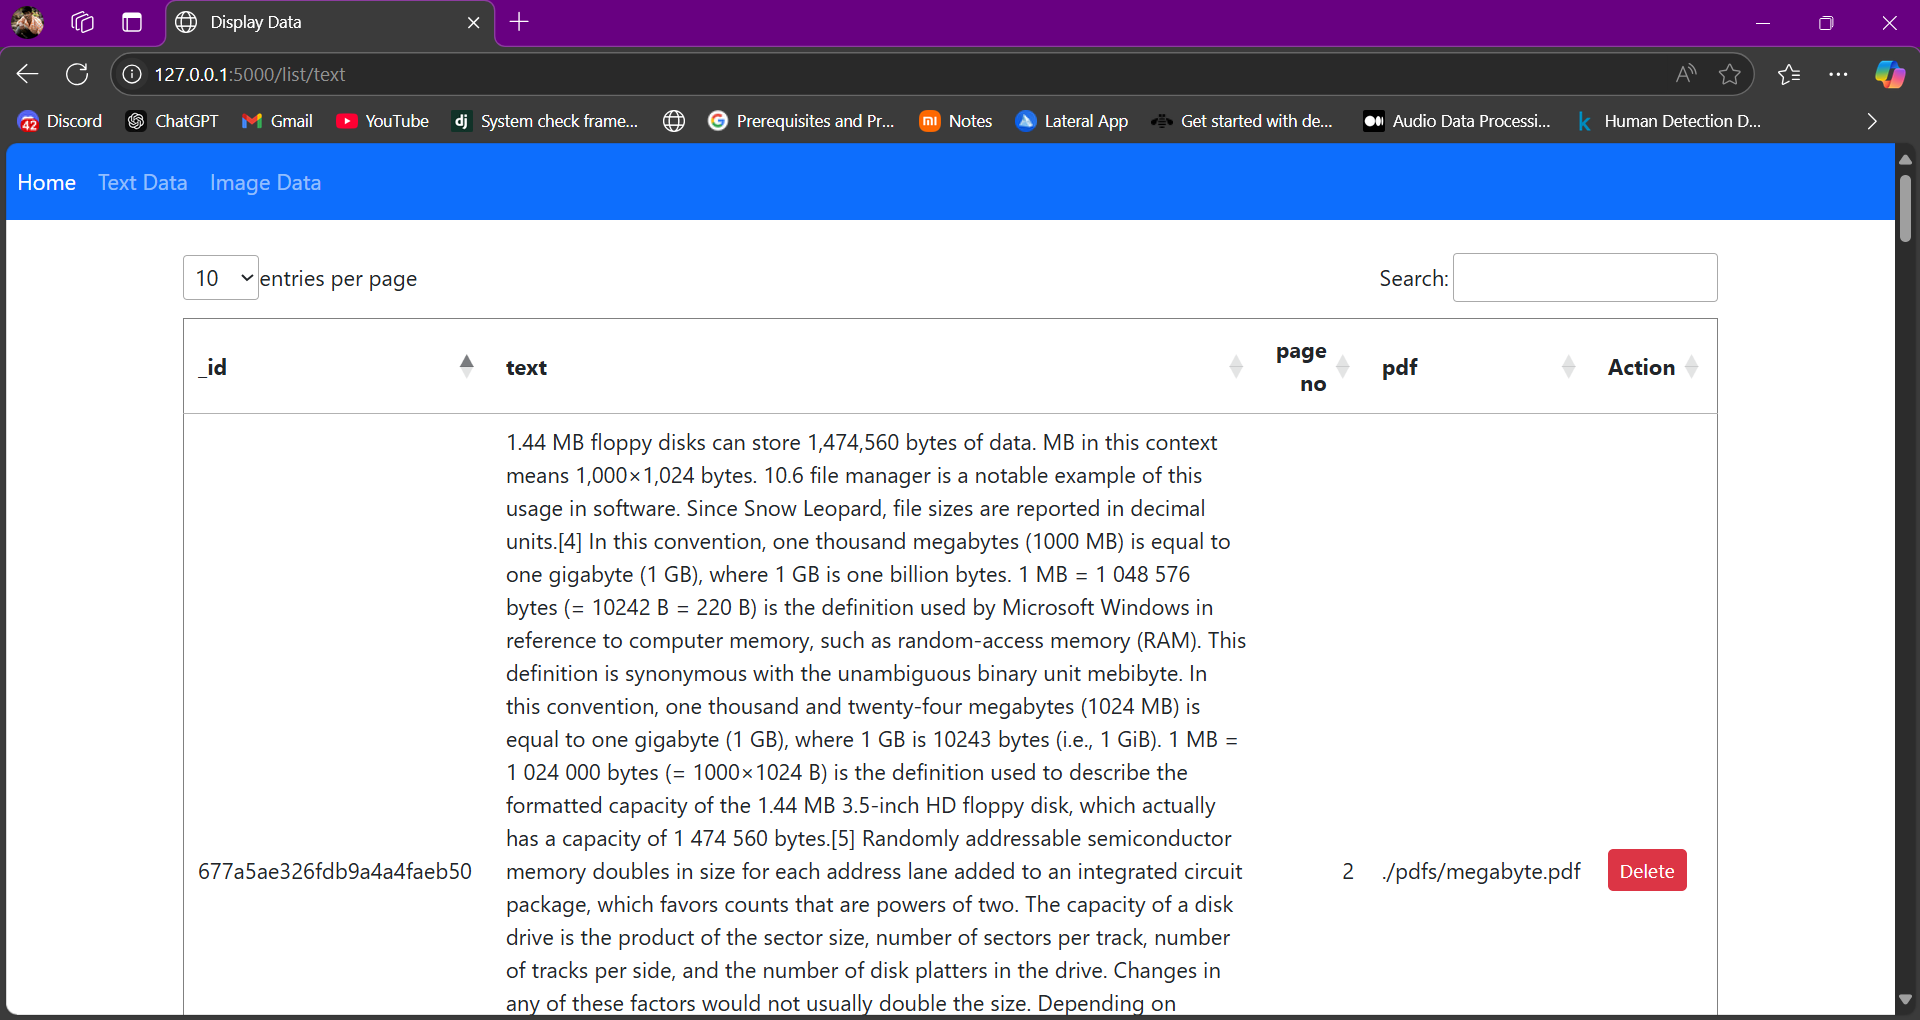 Display Data
127.0.0.1:5000/list/text
Discord ChatGPT Gmail YouTube dj System check frame... Prerequisites and Pr... Notes Lateral App Get started with de... Audio Data Processi... Human Detection D...
Home Text Data Image Data
10 entries per page Search:
_id text page no pdf Action
1.44 MB floppy disks can store 1,474,560 bytes of data. MB in this context
means 1,000×1,024 bytes. 10.6 file manager is a notable example of this
usage in software. Since Snow Leopard, file sizes are reported in decimal
units.[4] In this convention, one thousand megabytes (1000 MB) is equal to
one gigabyte (1 GB), where 1 GB is one billion bytes. 1 MB = 1 048 576
bytes (= 10242 B = 220 B) is the definition used by Microsoft Windows in
reference to computer memory, such as random-access memory (RAM). This
definition is synonymous with the unambiguous binary unit mebibyte. In
this convention, one thousand and twenty-four megabytes (1024 MB) is
equal to one gigabyte (1 GB), where 1 GB is 10243 bytes (i.e., 1 GiB). 1 MB =
1 024 000 bytes (= 1000×1024 B) is the definition used to describe the
formatted capacity of the 1.44 MB 3.5-inch HD floppy disk, which actually
has a capacity of 1 474 560 bytes.[5] Randomly addressable semiconductor
677a5ae326fdb9a4a4faeb50 memory doubles in size for each address lane added to an integrated circuit 2 ./pdfs/megabyte.pdf Delete
package, which favors counts that are powers of two. The capacity of a disk
drive is the product of the sector size, number of sectors per track, number
of tracks per side, and the number of disk platters in the drive. Changes in
any of these factors would not usually double the size. Depending on